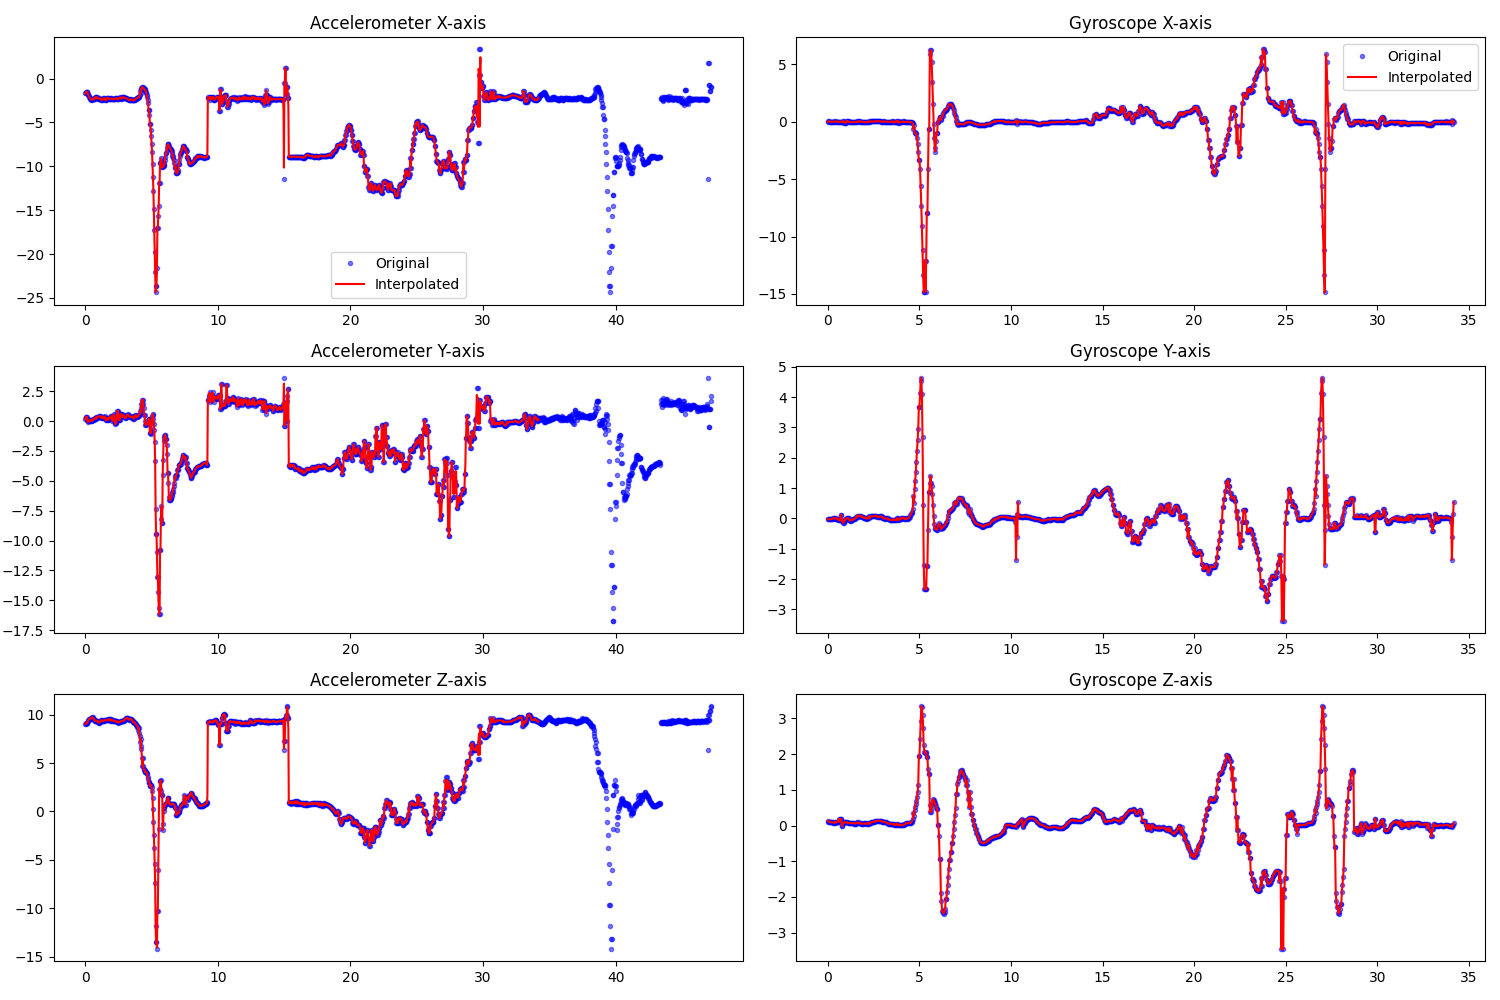 Accelerometer X-axis
0
−5
−10
−15
−20
−25
0 10 20 30 40
Original
Interpolated
Gyroscope X-axis
5
0
−5
−10
−15
0 5 10 15 20 25 30 35
Original
Interpolated
Accelerometer Y-axis
2.5
0.0
−2.5
−5.0
−7.5
−10.0
−12.5
−15.0
−17.5
0 10 20 30 40
Gyroscope Y-axis
5
4
3
2
1
0
−1
−2
−3
0 5 10 15 20 25 30 35
Accelerometer Z-axis
10
5
0
−5
−10
−15
0 10 20 30 40
Gyroscope Z-axis
3
2
1
0
−1
−2
−3
0 5 10 15 20 25 30 35